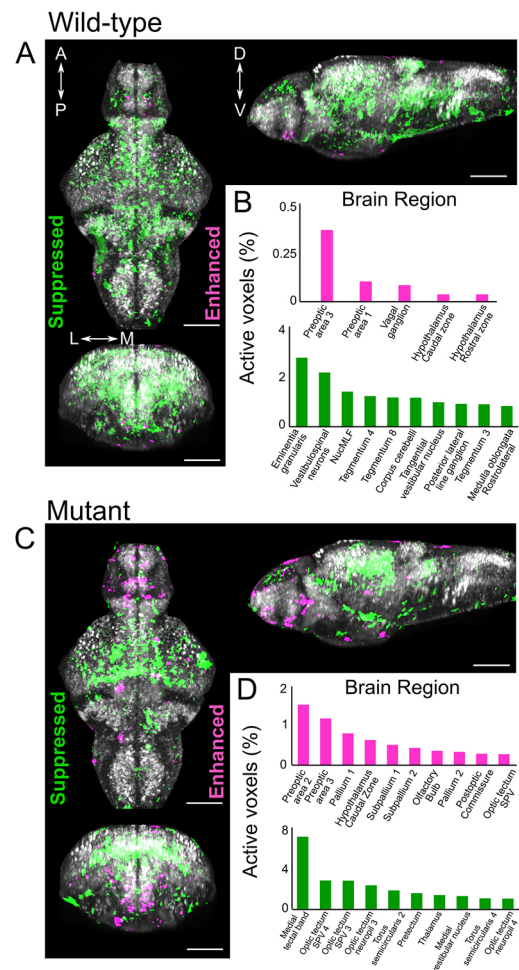 Wild-type
A
A
P
D
V
Suppressed
Enhanced
L
M
B
Brain Region
Active voxels (%)
0.5
0.25
0
Preoptic
area 3
Preoptic
area 1
Vagal
ganglion
Hypothalamus
Caudal zone
Hypothalamus
Rostral zone
4
2
0
Eminentia
granularis
Vestibulospinal
neurons
NucMLF
Tegmentum 4
Tegmentum 8
Corpus cerebelli
Tangential
vestibular nucleus
Posterior lateral
line ganglion
Tegmentum 3
Medulla oblongata
Rostrolateral
Mutant
C
Suppressed
Enhanced
D
Brain Region
Active voxels (%)
2
1
0
Preoptic
area 2
Preoptic
area 3
Pallium 1
Hypothalamus
Caudal Zone
Subpallium 1
Subpallium 2
Olfactory
Bulb
Pallium 2
Postoptic
Commissure
Optic tectum
SPV
8
4
0
Medial
tectal band
Optic tectum
SPV 4
Optic tectum
SPV 3
Optic tectum
neuropil 3
Torus
semicircularis 2
Pretectum
Thalamus
Medial
vestibular nucleus
Torus
semicircularis 4
Optic tectum
neuropil 4